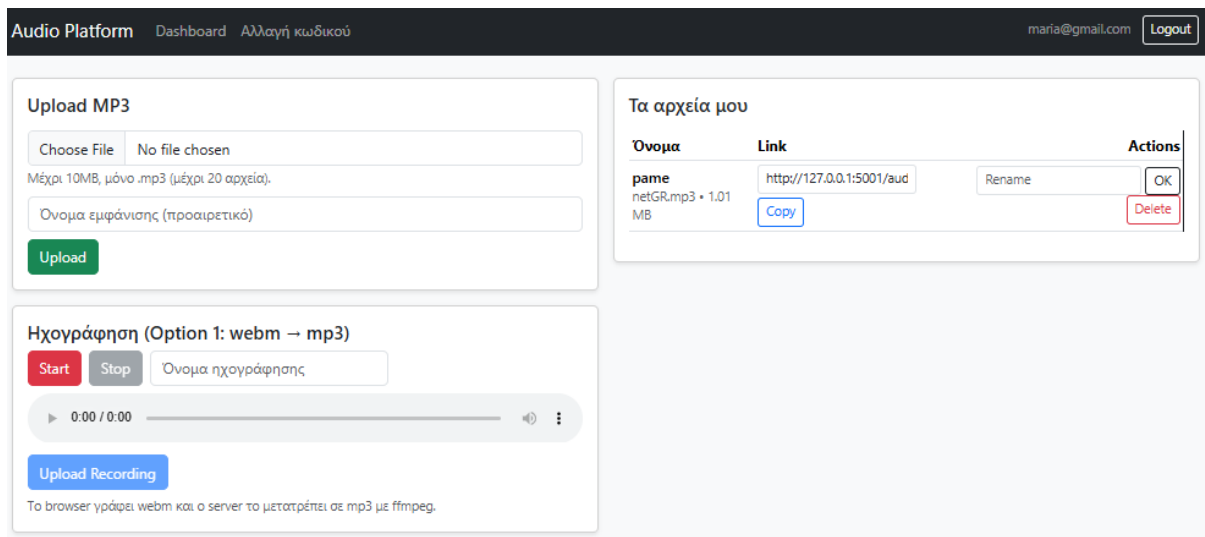 Audio Platform Dashboard Αλλαγή κωδικού maria@gmail.com Logout
Upload MP3
Choose File No file chosen
Μέχρι 10MB, μόνο .mp3 (μέχρι 20 αρχεία).
Όνομα εμφάνισης (προαιρετικό)
Upload
Ηχογράφηση (Option 1: webm → mp3)
Start Stop Όνομα ηχογράφησης
0:00 / 0:00
Upload Recording
Το browser γράφει webm και ο server το μετατρέπει σε mp3 με ffmpeg.
Τα αρχεία μου
Όνομα Link Actions
pame http://127.0.0.1:5001/aud Rename OK
netGR.mp3 • 1.01
MB Copy Delete